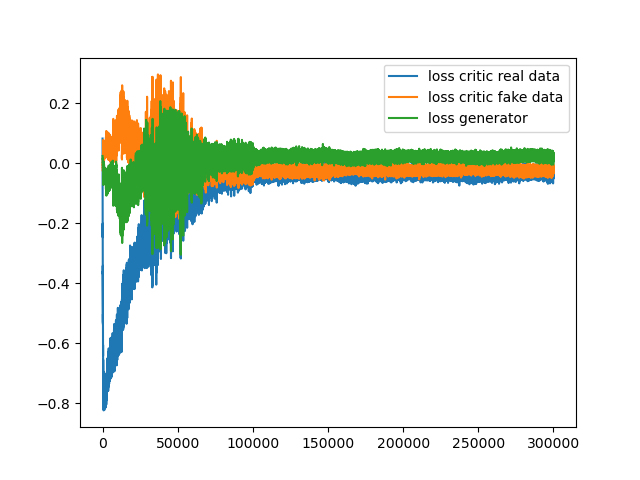 loss critic real data
loss critic fake data
loss generator
0.2
0.0
−0.2
−0.4
−0.6
−0.8
0 50000 100000 150000 200000 250000 300000